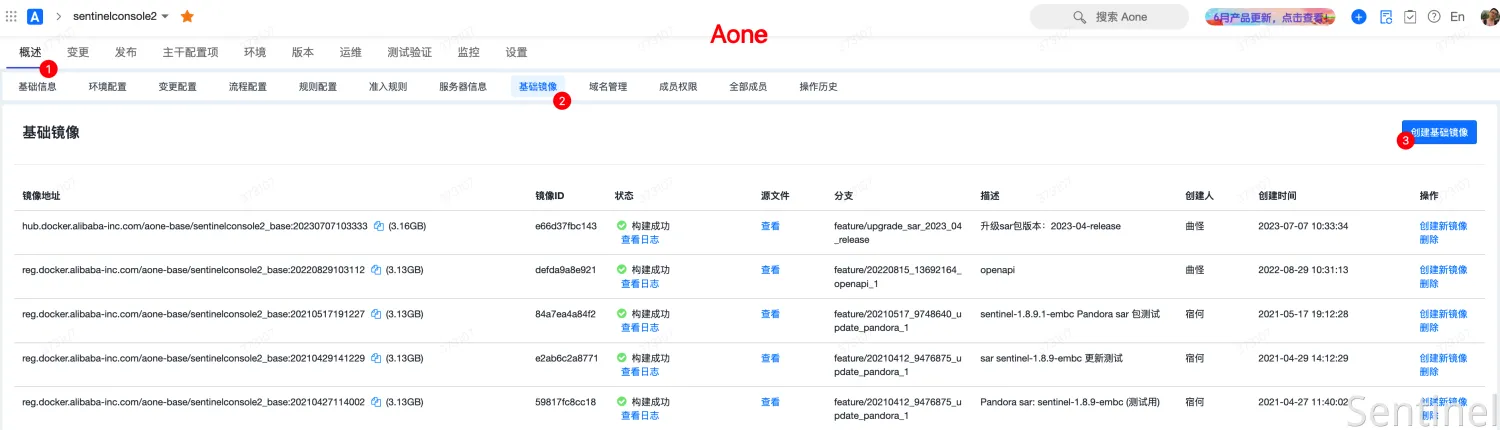 A sentinelconsole2 搜索 Aone 6月产品更新，点击查看 En
Aone
概述 变更 发布 主干配置项 环境 版本 运维 测试验证 监控 设置
1
基础信息 环境配置 变更配置 流程配置 规则配置 准入规则 服务器信息 基础镜像 域名管理 成员权限 全部成员 操作历史
2
基础镜像 创建基础镜像
3
镜像地址 镜像ID 状态 源文件 分支 描述 创建人 创建时间 操作
hub.docker.alibaba-inc.com/aone-base/sentinelconsole2_base:20230707103333 (3.16GB) e66d37fbc143 构建成功 查看 feature/upgrade_sar_2023_04 升级sar包版本：2023-04-release 曲怪 2023-07-07 10:33:34 创建新镜像
查看日志 _release 删除
reg.docker.alibaba-inc.com/aone-base/sentinelconsole2_base:20220829103112 (3.13GB) defda9a8e921 构建成功 查看 feature/20220815_13692164_ openapi 曲怪 2022-08-29 10:31:13 创建新镜像
查看日志 openapi_1 删除
reg.docker.alibaba-inc.com/aone-base/sentinelconsole2_base:20210517191227 (3.13GB) 84a7ea4a84f2 构建成功 查看 feature/20210517_9748640_u sentinel-1.8.9.1-embc Pandora sar 包测试 宿何 2021-05-17 19:12:28 创建新镜像
查看日志 pdate_pandora_1 删除
reg.docker.alibaba-inc.com/aone-base/sentinelconsole2_base:20210429141229 (3.13GB) e2ab6c2a8771 构建成功 查看 feature/20210412_9476875_u sar sentinel-1.8.9-embc 更新测试 宿何 2021-04-29 14:12:29 创建新镜像
查看日志 pdate_pandora_1 删除
reg.docker.alibaba-inc.com/aone-base/sentinelconsole2_base:20210427114002 (3.13GB) 59817fc8cc18 构建成功 查看 feature/20210412_9476875_u Pandora sar: sentinel-1.8.9-embc (测试用) 宿何 2021-04-27 11:40:02 创建新镜像
查看日志 pdate_pandora_1 删除
Sentinel